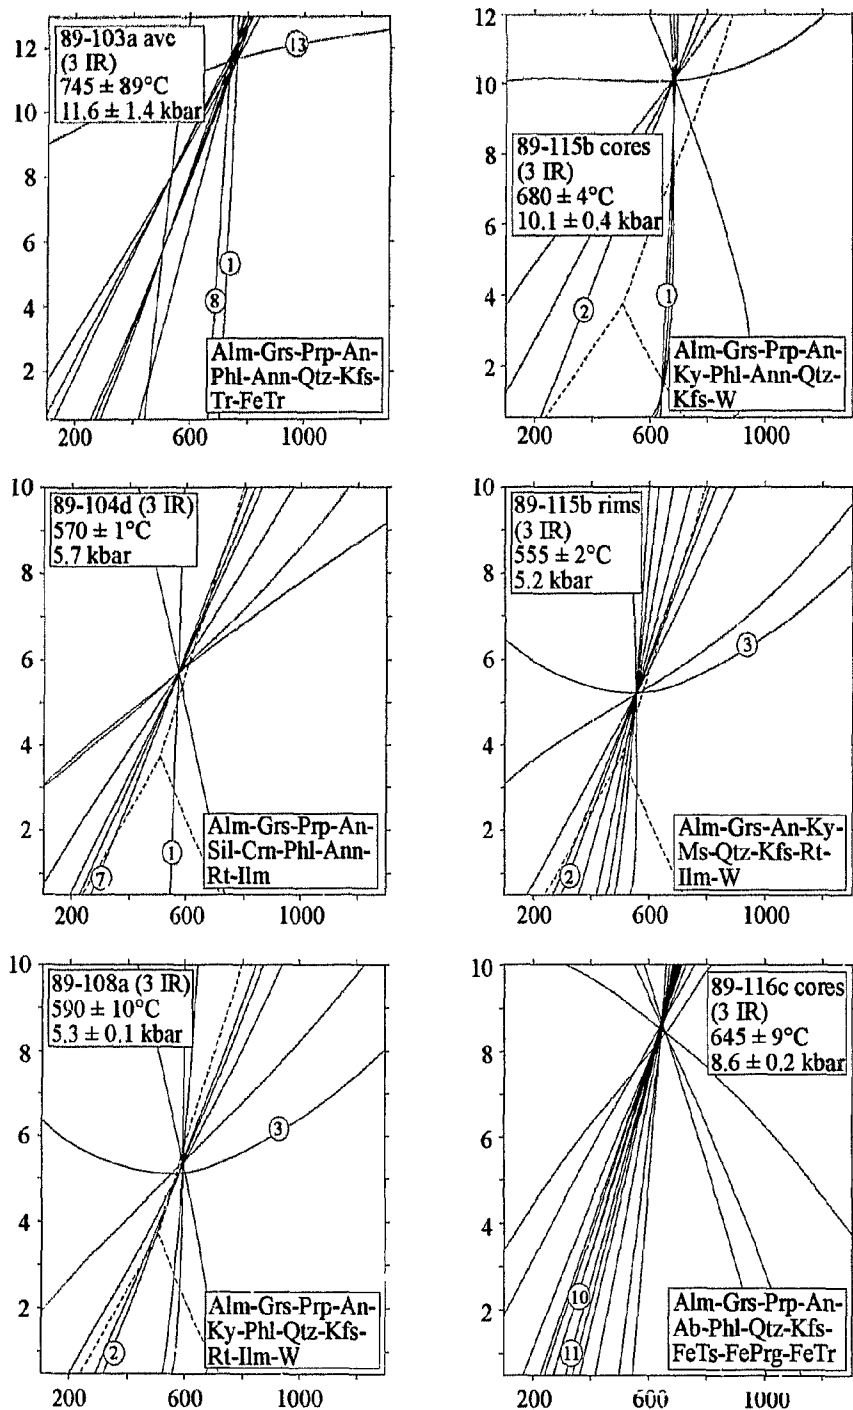 89-103a ave
(3 IR)
745 ± 89°C
11.6 ± 1.4 kbar
12
10
8
6
4
2
13
1
8
Alm-Grs-Prp-An-
Phl-Ann-Qtz-Kfs-
Tr-FeTr
200 600 1000
12
10
8
6
4
2
89-115b cores
(3 IR)
680 ± 4°C
10.1 ± 0.4 kbar
2
1
Alm-Grs-Prp-An-
Ky-Phl-Ann-Qtz-
Kfs-W
200 600 1000
10
8
6
4
2
89-104d (3 IR)
570 ± 1°C
5.7 kbar
7
1
Alm-Grs-Prp-An-
Sil-Crn-Phl-Ann-
Rt-Ilm
200 600 1000
10
8
6
4
2
89-115b rims
(3 IR)
555 ± 2°C
5.2 kbar
3
2
Alm-Grs-An-Ky-
Ms-Qtz-Kfs-Rt-
Ilm-W
200 600 1000
10
8
6
4
2
89-108a (3 IR)
590 ± 10°C
5.3 ± 0.1 kbar
3
2
Alm-Grs-Prp-An-
Ky-Phl-Qtz-Kfs-
Rt-Ilm-W
200 600 1000
10
8
6
4
2
89-116c cores
(3 IR)
645 ± 9°C
8.6 ± 0.2 kbar
10
11
Alm-Grs-Prp-An-
Ab-Phl-Qtz-Kfs-
FeTs-FePrg-FeTr
200 600 1000